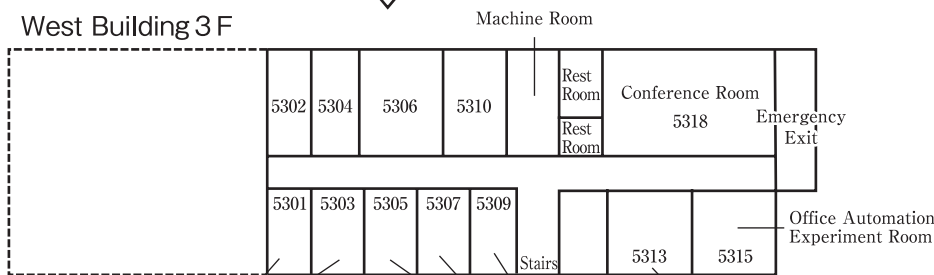 West Building 3 F
Machine Room
5302
5304
5306
5310
Rest
Room
Rest
Room
Conference Room
5318
Emergency
Exit
5301
5303
5305
5307
5309
Stairs
5313
5315
Office Automation
Experiment Room